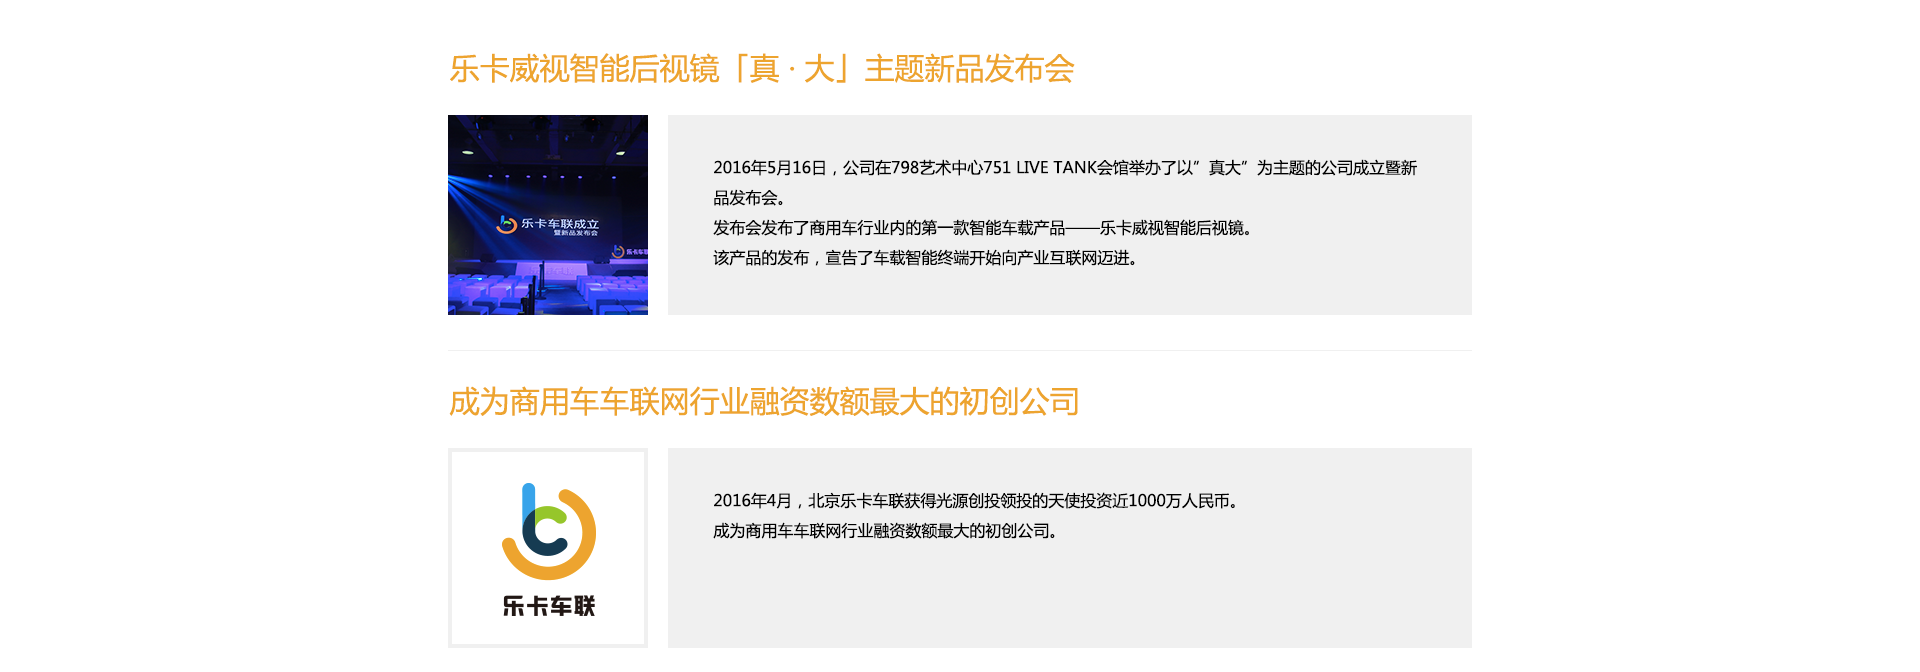 乐卡威视智能后视镜「真·大」主题新品发布会
乐卡车联成立
暨新品发布会
乐卡车联
2016年5月16日，公司在798艺术中心751 LIVE TANK会馆举办了以”真大”为主题的公司成立暨新
品发布会。
发布会发布了商用车行业内的第一款智能车载产品——乐卡威视智能后视镜。
该产品的发布，宣告了车载智能终端开始向产业互联网迈进。
成为商用车车联网行业融资数额最大的初创公司
乐卡车联
2016年4月，北京乐卡车联获得光源创投领投的天使投资近1000万人民币。
成为商用车车联网行业融资数额最大的初创公司。